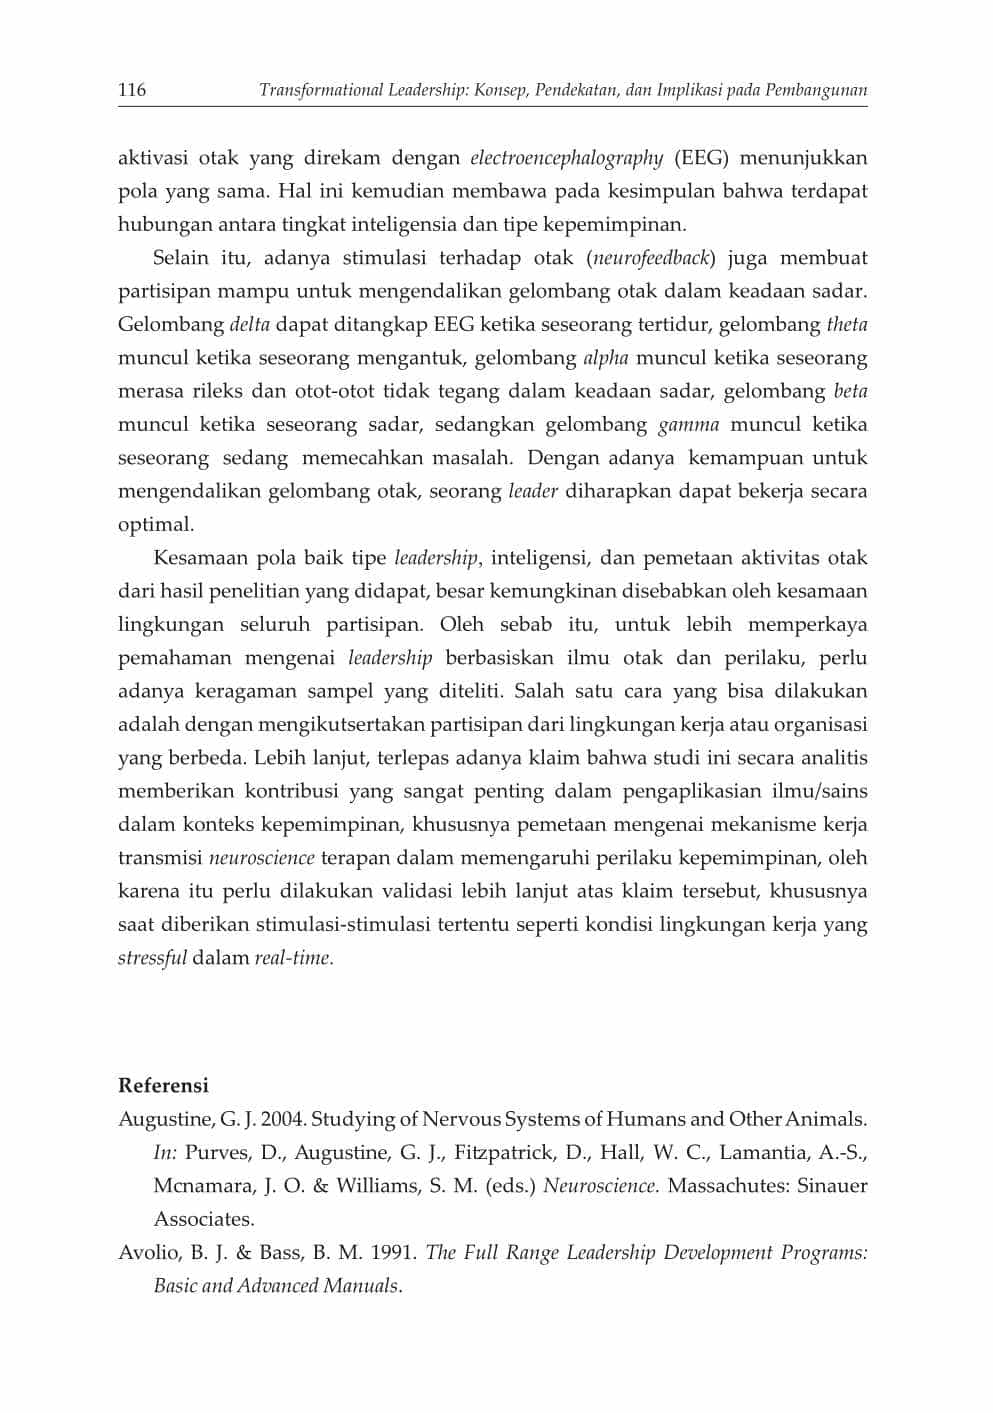 116 Transformational Leadership: Konsep, Pendekatan, dan Implikasi pada Pembangunan
aktivasi otak yang direkam dengan electroencephalography (EEG) menunjukkan
pola yang sama. Hal ini kemudian membawa pada kesimpulan bahwa terdapat
hubungan antara tingkat inteligensia dan tipe kepemimpinan.
Selain itu, adanya stimulasi terhadap otak (neurofeedback) juga membuat
partisipan mampu untuk mengendalikan gelombang otak dalam keadaan sadar.
Gelombang delta dapat ditangkap EEG ketika seseorang tertidur, gelombang theta
muncul ketika seseorang mengantuk, gelombang alpha muncul ketika seseorang
merasa rileks dan otot-otot tidak tegang dalam keadaan sadar, gelombang beta
muncul ketika seseorang sadar, sedangkan gelombang gamma muncul ketika
seseorang sedang memecahkan masalah. Dengan adanya kemampuan untuk
mengendalikan gelombang otak, seorang leader diharapkan dapat bekerja secara
optimal.
Kesamaan pola baik tipe leadership, inteligensi, dan pemetaan aktivitas otak
dari hasil penelitian yang didapat, besar kemungkinan disebabkan oleh kesamaan
lingkungan seluruh partisipan. Oleh sebab itu, untuk lebih memperkaya
pemahaman mengenai leadership berbasiskan ilmu otak dan perilaku, perlu
adanya keragaman sampel yang diteliti. Salah satu cara yang bisa dilakukan
adalah dengan mengikutsertakan partisipan dari lingkungan kerja atau organisasi
yang berbeda. Lebih lanjut, terlepas adanya klaim bahwa studi ini secara analitis
memberikan kontribusi yang sangat penting dalam pengaplikasian ilmu/sains
dalam konteks kepemimpinan, khususnya pemetaan mengenai mekanisme kerja
transmisi neuroscience terapan dalam memengaruhi perilaku kepemimpinan, oleh
karena itu perlu dilakukan validasi lebih lanjut atas klaim tersebut, khususnya
saat diberikan stimulasi-stimulasi tertentu seperti kondisi lingkungan kerja yang
stressful dalam real-time.
Referensi
Augustine, G. J. 2004. Studying of Nervous Systems of Humans and Other Animals.
In: Purves, D., Augustine, G. J., Fitzpatrick, D., Hall, W. C., Lamantia, A.-S.,
Mcnamara, J. O. & Williams, S. M. (eds.) Neuroscience. Massachutes: Sinauer
Associates.
Avolio, B. J. & Bass, B. M. 1991. The Full Range Leadership Development Programs:
Basic and Advanced Manuals.